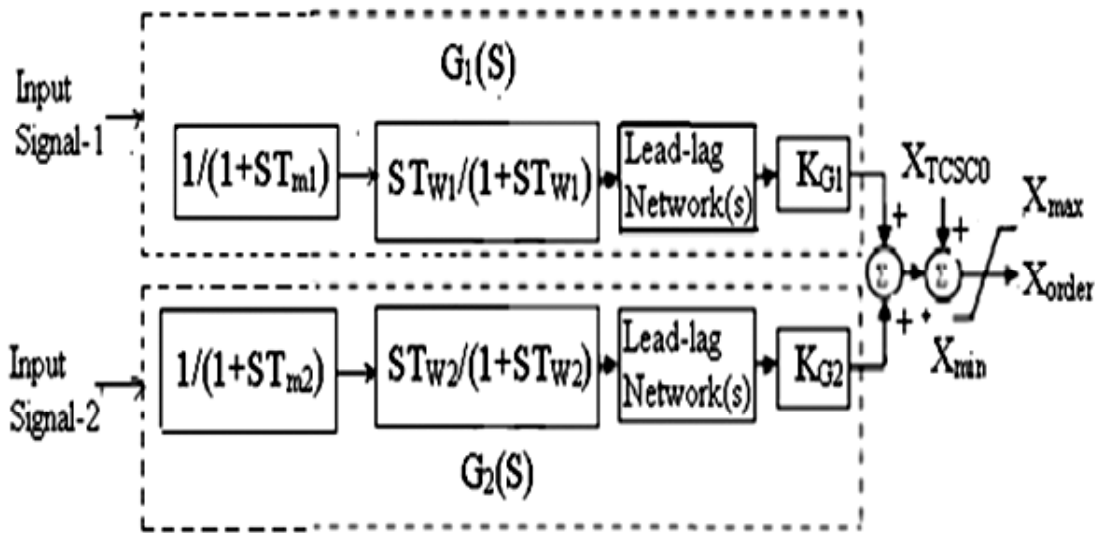 G₁(S)
Input
Signal-1
1/(1+STm1)
STW1/(1+STW1)
Lead-lag
Network(s)
KG1
XTCSC0
Xmax
+
+
Σ
Σ
Xorder
+
+
Xmin
Input
Signal-2
1/(1+STm2)
STW2/(1+STW2)
Lead-lag
Network(s)
KG2
G₂(S)